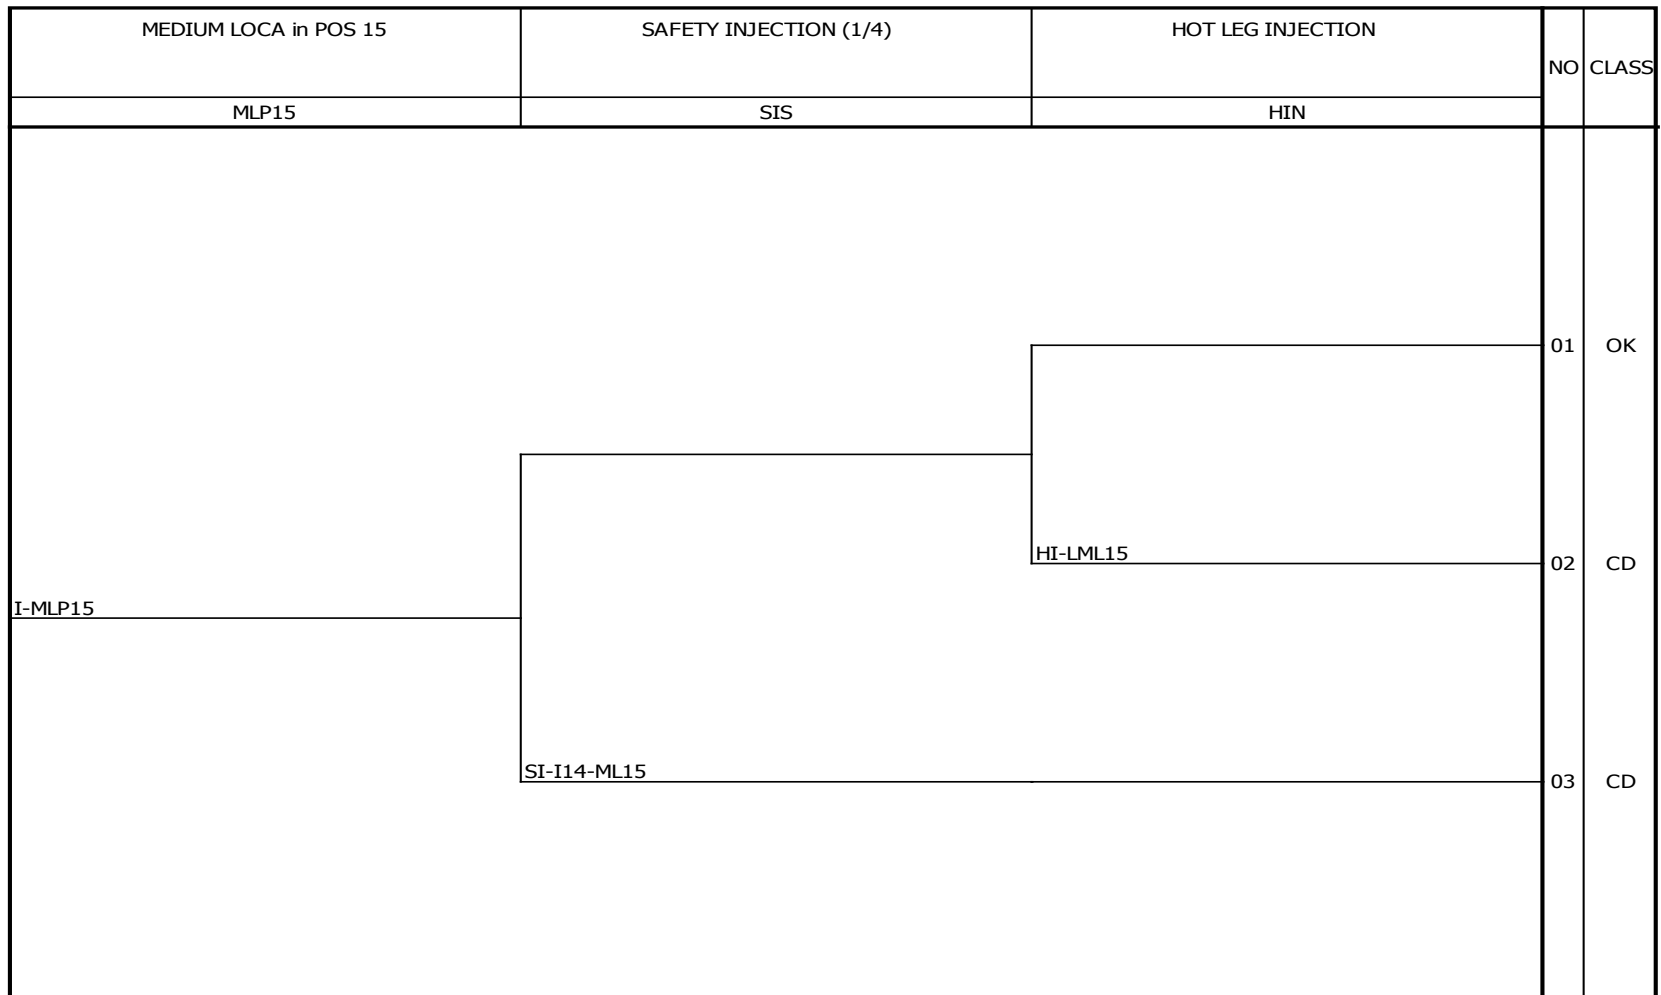 MEDIUM LOCA in POS 15
SAFETY INJECTION (1/4)
HOT LEG INJECTION
NO
CLASS
MLP15
SIS
HIN
01
OK
HI-LML15
02
CD
I-MLP15
SI-I14-ML15
03
CD